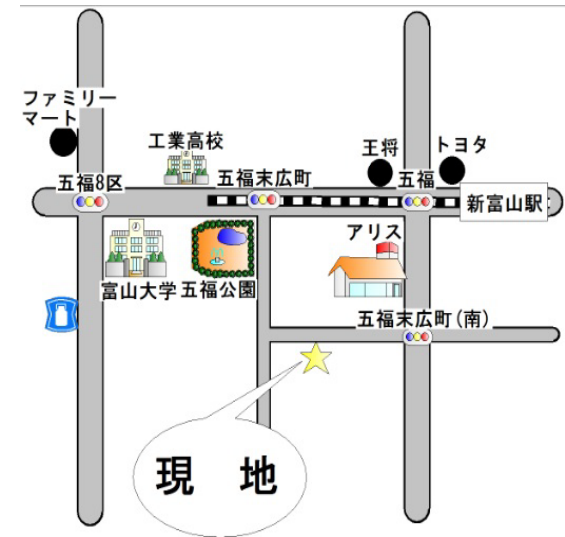 ファミリー
マート
工業高校
王将
トヨタ
五福8区
五福末広町
五福
新富山駅
アリス
富山大学
五福公園
五福末広町(南)
現 地